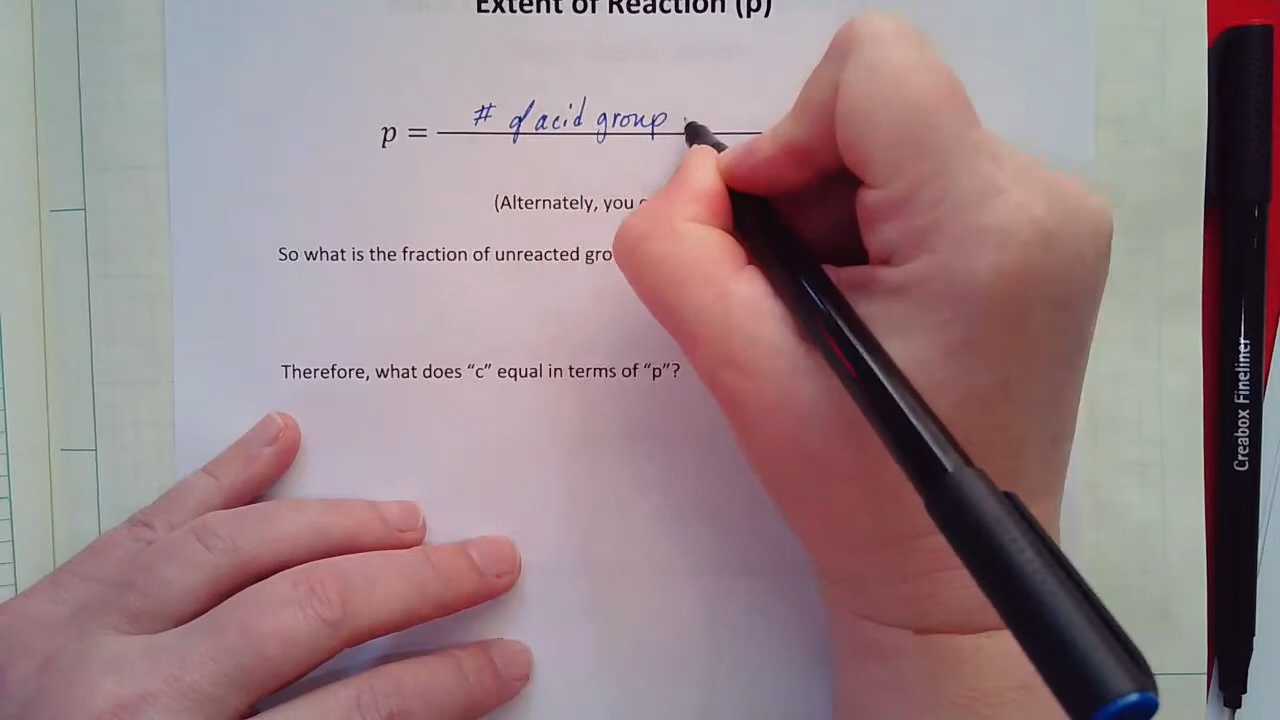 Extent of Reaction (p)
# of acid group
p =
(Alternately, you
So what is the fraction of unreacted gro
Therefore, what does “c” equal in terms of “p”?
Creabox Fineliner